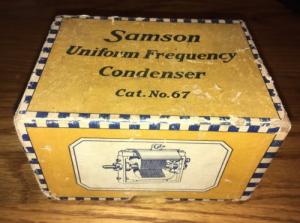 Samson
Uniform Frequency
Condenser
Cat. No. 67